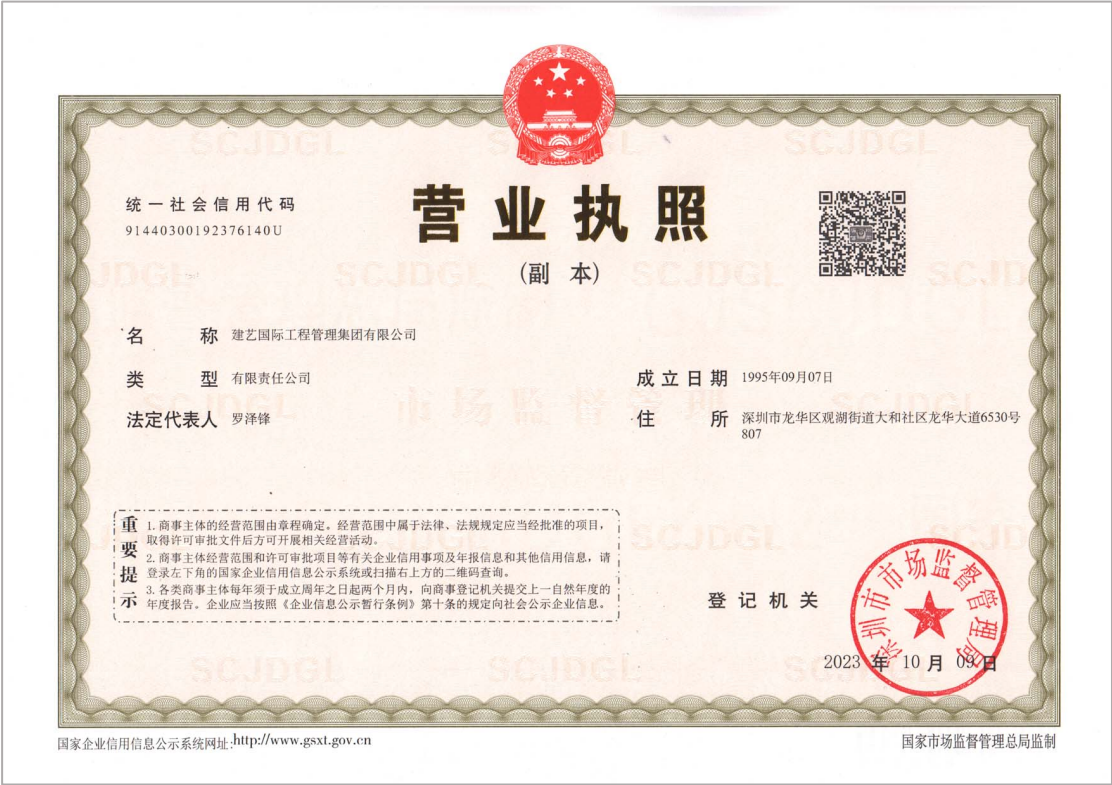 营业执照
(副 本)
统一社会信用代码
91440300192376140U
名 称 建艺国际工程管理集团有限公司
类 型 有限责任公司
法定代表人 罗泽锋
成立日期 1995年09月07日
住 所 深圳市龙华区观湖街道大和社区龙华大道6530号
807
重要提示
1.商事主体的经营范围由章程确定。经营范围中属于法律、法规规定应当经批准的项目,
取得许可审批文件后方可开展相关经营活动。
2.商事主体经营范围和许可审批项目等有关企业信用事项及年报信息和其他信用信息,请
登录左下角的国家企业信用信息公示系统或扫描右上方的二维码查询。
3.各类商事主体每年须于成立周年之日起两个月内,向商事登记机关提交上一自然年度的
年度报告。企业应当按照《企业信息公示暂行条例》第十条的规定向社会公示企业信息。
登记机关
深圳市市场监督管理局
2023 年 10 月 09 日
国家企业信用信息公示系统网址:http://www.gsxt.gov.cn
国家市场监督管理总局监制
SCJDGL
市场监督管理